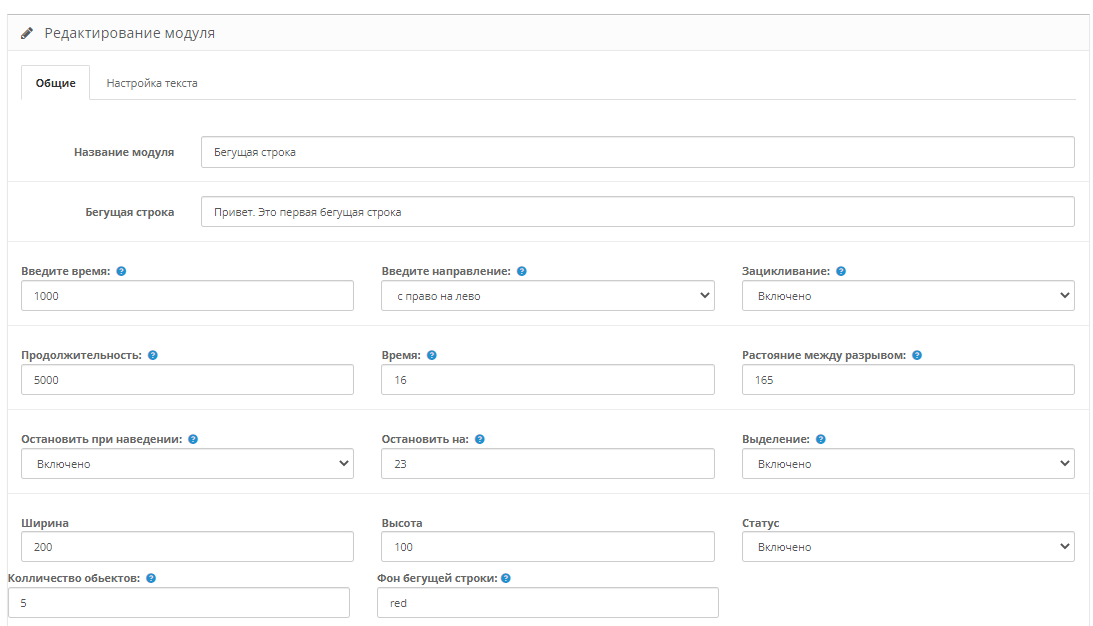 Редактирование модуля
Общие Настройка текста
Название модуля Бегущая строка
Бегущая строка Привет. Это первая бегущая строка
Введите время: Введите направление: Зацикливание:
1000 с право на лево Включено
Продолжительность: Время: Растояние между разрывом:
5000 16 165
Остановить при наведении: Остановить на: Выделение:
Включено 23 Включено
Ширина Высота Статус
200 100 Включено
Колличество обьектов: Фон бегущей строки:
5 red